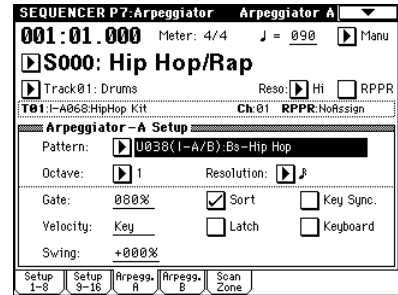 SEQUENCER P7:Arpeggiator Arpeggiator A
001:01.000 Meter: 4/4 ♩ = 090 Manu
S000: Hip Hop/Rap
Track01: Drums Reso: Hi RPPR
T01:I-A068:HipHop Kit Ch:01 RPPR:NoAssign
Arpeggiator-A Setup
Pattern: U038(I-A/B):Bs-Hip Hop
Octave: 1 Resolution: ♪
Gate: 080% Sort Key Sync.
Velocity: Key Latch Keyboard
Swing: +000%
Setup 1-8 Setup 9-16 Arpegg. A Arpegg. B Scan Zone